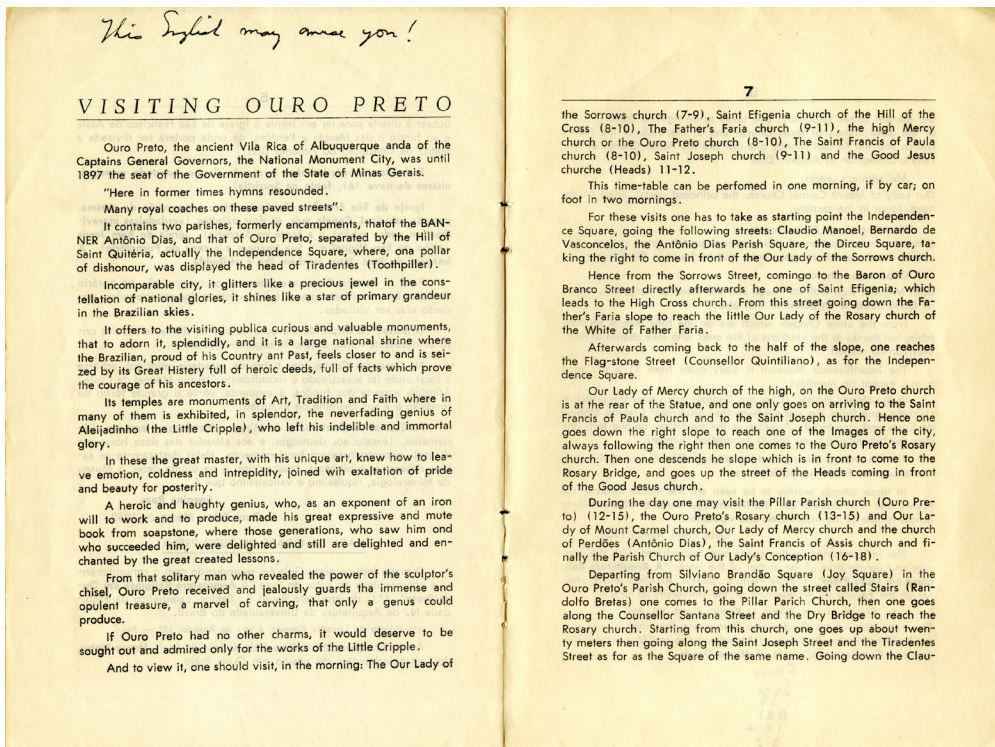 This English may amuse you!
VISITING OURO PRETO
Ouro Preto, the ancient Vila Rica of Albuquerque anda of the
Captains General Governors, the National Monument City, was until
1897 the seat of the Government of the State of Minas Gerais.
"Here in former times hymns resounded.
Many royal coaches on these paved streets".
It contains two parishes, formerly encampments, thatof the BAN-
NER Antônio Dias, and that of Ouro Preto, separated by the Hill of
Saint Quitéria, actually the Independence Square, where, ona pollar
of dishonour, was displayed the head of Tiradentes (Toothpiller).
Incomparable city, it glitters like a precious jewel in the cons-
tellation of national glories, it shines like a star of primary grandeur
in the Brazilian skies.
It offers to the visiting publica curious and valuable monuments,
that to adorn it, splendidly, and it is a large national shrine where
the Brazilian, proud of his Country ant Past, feels closer to and is sei-
zed by its Great Histery full of heroic deeds, full of facts which prove
the courage of his ancestors.
Its temples are monuments of Art, Tradition and Faith where in
many of them is exhibited, in splendor, the neverfading genius of
Aleijadinho (the Little Cripple), who left his indelible and immortal
glory.
In these the great master, with his unique art, knew how to lea-
ve emotion, coldness and intrepidity, joined wih exaltation of pride
and beauty for posterity.
A heroic and haughty genius, who, as an exponent of an iron
will to work and to produce, made his great expressive and mute
book from soapstone, where those generations, who saw him ond
who succeeded him, were delighted and still are delighted and en-
chanted by the great created lessons.
From that solitary man who revealed the power of the sculptor's
chisel, Ouro Preto received and jealously guards tha immense and
opulent treasure, a marvel of carving, that only a genus could
produce.
If Ouro Preto had no other charms, it would deserve to be
sought out and admired only for the works of the Little Cripple.
And to view it, one should visit, in the morning: The Our Lady of
7
the Sorrows church (7-9), Saint Efigenia church of the Hill of the
Cross (8-10), The Father's Faria church (9-11), the high Mercy
church or the Ouro Preto church (8-10), The Saint Francis of Paula
church (8-10), Saint Joseph church (9-11) and the Good Jesus
churche (Heads) 11-12.
This time-table can be perfomed in one morning, if by car; on
foot in two mornings.
For these visits one has to take as starting point the Independen-
ce Square, going the following streets: Claudio Manoel, Bernardo de
Vasconcelos, the Antônio Dias Parish Square, the Dirceu Square, ta-
king the right to come in front of the Our Lady of the Sorrows church.
Hence from the Sorrows Street, comingo to the Baron of Ouro
Branco Street directly afterwards he one of Saint Efigenia; which
leads to the High Cross church. From this street going down the Fa-
ther's Faria slope to reach the little Our Lady of the Rosary church of
the White of Father Faria.
Afterwards coming back to the half of the slope, one reaches
the Flag-stone Street (Counsellor Quintiliano), as for the Indepen-
dence Square.
Our Lady of Mercy church of the high, on the Ouro Preto church
is at the rear of the Statue, and one only goes on arriving to the Saint
Francis of Paula church and to the Saint Joseph church. Hence one
goes down the right slope to reach one of the Images of the city,
always following the right then one comes to the Ouro Preto's Rosary
church. Then one descends he slope which is in front to come to the
Rosary Bridge, and goes up the street of the Heads coming in front
of the Good Jesus church.
During the day one may visit the Pillar Parish church (Ouro Pre-
to) (12-15), the Ouro Preto's Rosary church (13-15) and Our La-
dy of Mount Carmel church, Our Lady of Mercy church and the church
of Perdões (Antônio Dias), the Saint Francis of Assis church and fi-
nally the Parish Church of Our Lady's Conception (16-18).
Departing from Silviano Brandão Square (Joy Square) in the
Ouro Preto's Parish Church, going down the street called Stairs (Ran-
dolfo Bretas) one comes to the Pillar Parich Church, then one goes
along the Counsellor Santana Street and the Dry Bridge to reach the
Rosary church. Starting from this church, one goes up about twen-
ty meters then going along the Saint Joseph Street and the Tiradentes
Street as for as the Square of the same name. Going down the Clau-